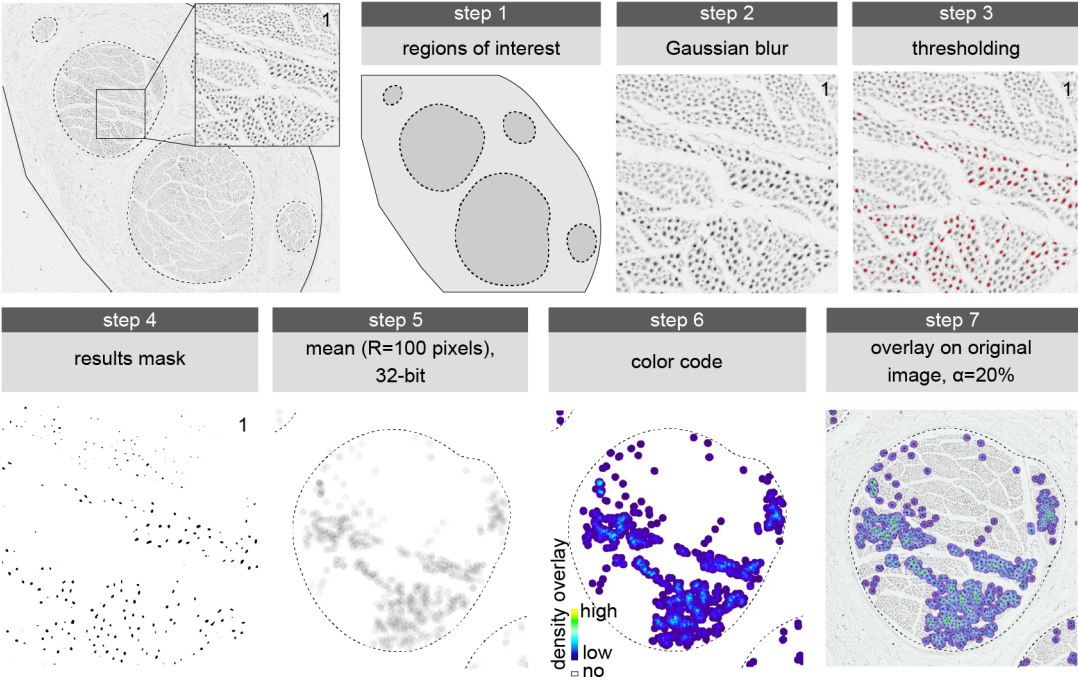 1
step 1
regions of interest
step 2
Gaussian blur
1
step 3
thresholding
1
step 4
results mask
1
step 5
mean (R=100 pixels),
32-bit
step 6
color code
density overlay
high
low
no
step 7
overlay on original
image, α=20%